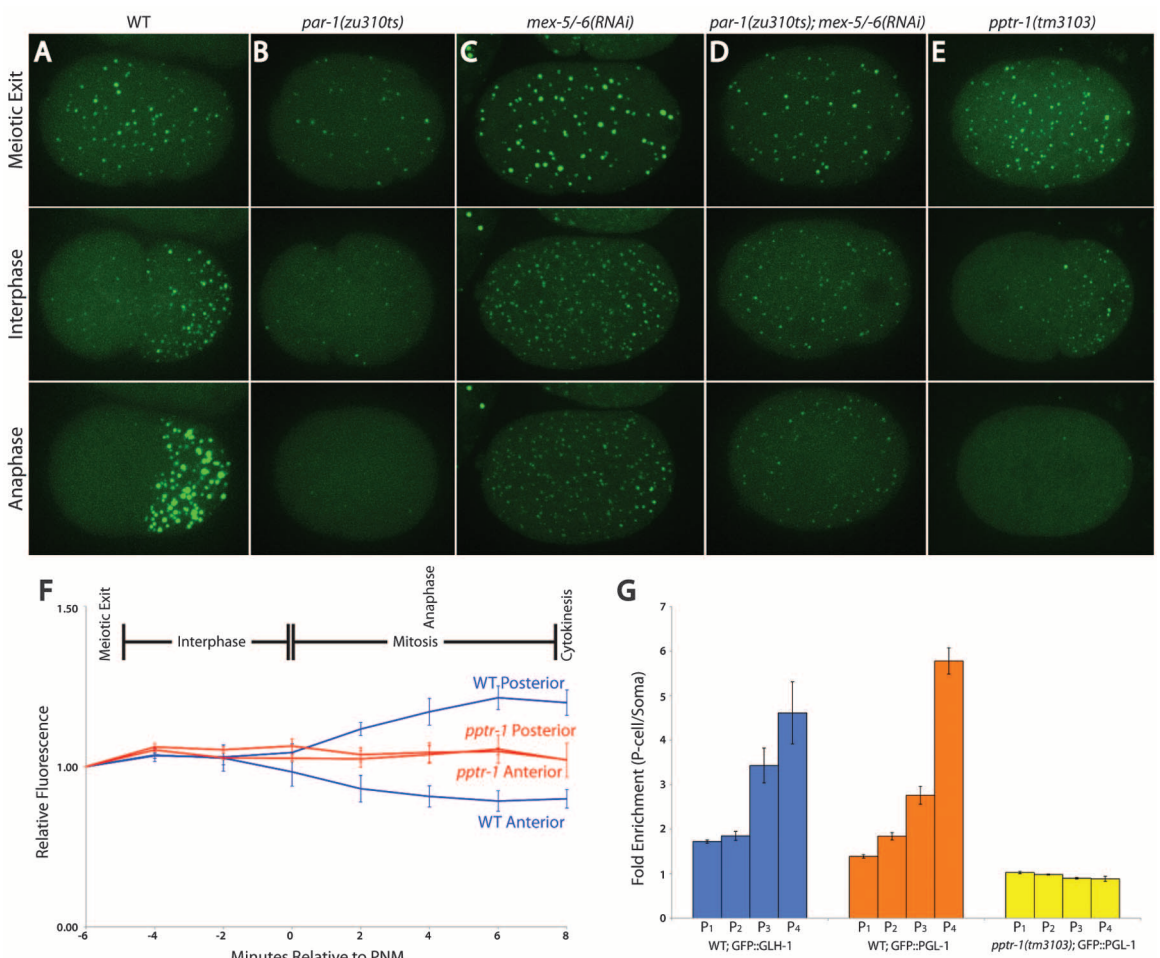 WT
par-1(zu310ts)
mex-5/-6(RNAi)
par-1(zu310ts); mex-5/-6(RNAi)
pptr-1(tm3103)
A
B
C
D
E
Meiotic Exit
Interphase
Anaphase
F
1.50
1.00
0.00
Relative Fluorescence
Meiotic Exit
Interphase
Mitosis
Anaphase
Cytokinesis
WT Posterior
pptr-1 Posterior
pptr-1 Anterior
WT Anterior
-6
-4
-2
0
2
4
6
8
Minutes Relative to PNM
G
7
6
5
4
3
2
1
0
Fold Enrichment (P-cell/Soma)
P1 P2 P3 P4
WT; GFP::GLH-1
P1 P2 P3 P4
WT; GFP::PGL-1
P1 P2 P3 P4
pptr-1(tm3103); GFP::PGL-1